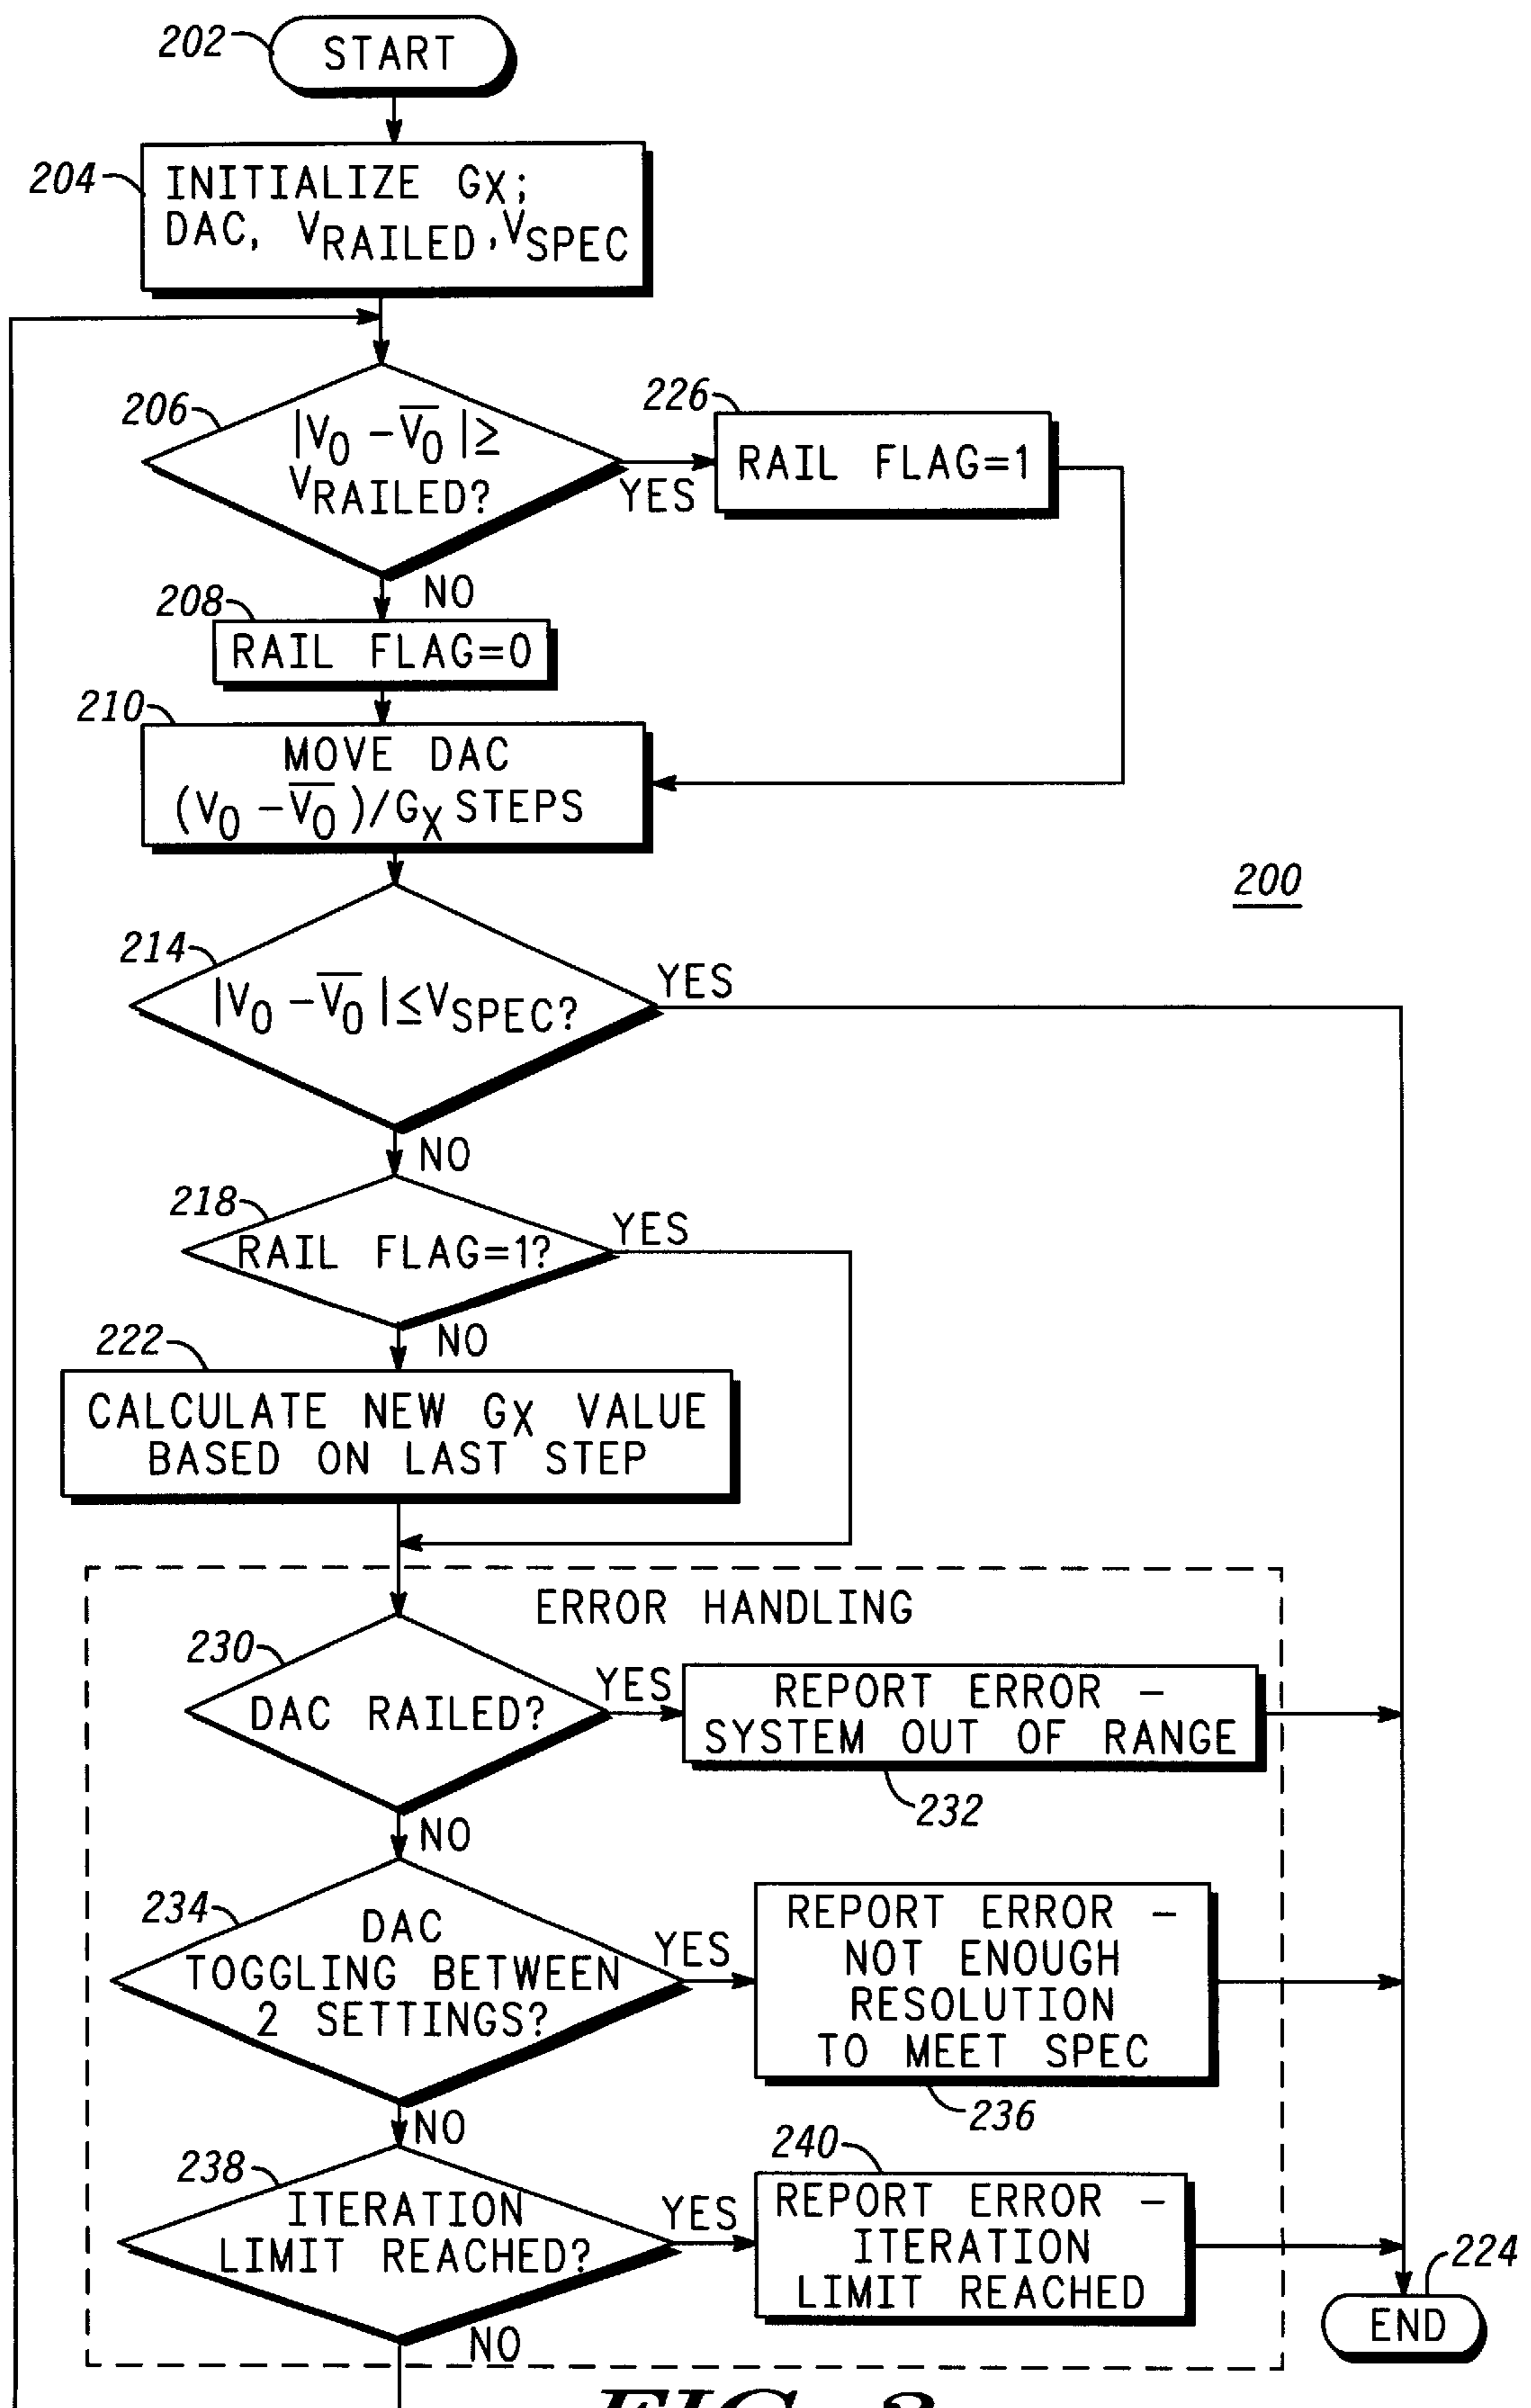 202
START
204
INITIALIZE GX;
DAC, VRAILED, VSPEC
206
|V0 - V̅0̅ | ≥
VRAILED?
YES
226
RAIL FLAG=1
NO
208
RAIL FLAG=0
210
MOVE DAC
(V0 - V̅0̅ )/GX STEPS
200
214
|V0 - V̅0̅ | ≤ VSPEC?
YES
NO
218
RAIL FLAG=1?
YES
NO
222
CALCULATE NEW GX VALUE
BASED ON LAST STEP
ERROR HANDLING
230
DAC RAILED?
YES
REPORT ERROR –
SYSTEM OUT OF RANGE
232
NO
234
DAC
TOGGLING BETWEEN
2 SETTINGS?
YES
REPORT ERROR –
NOT ENOUGH
RESOLUTION
TO MEET SPEC
236
NO
238
ITERATION
LIMIT REACHED?
YES
240
REPORT ERROR –
ITERATION
LIMIT REACHED
NO
224
END